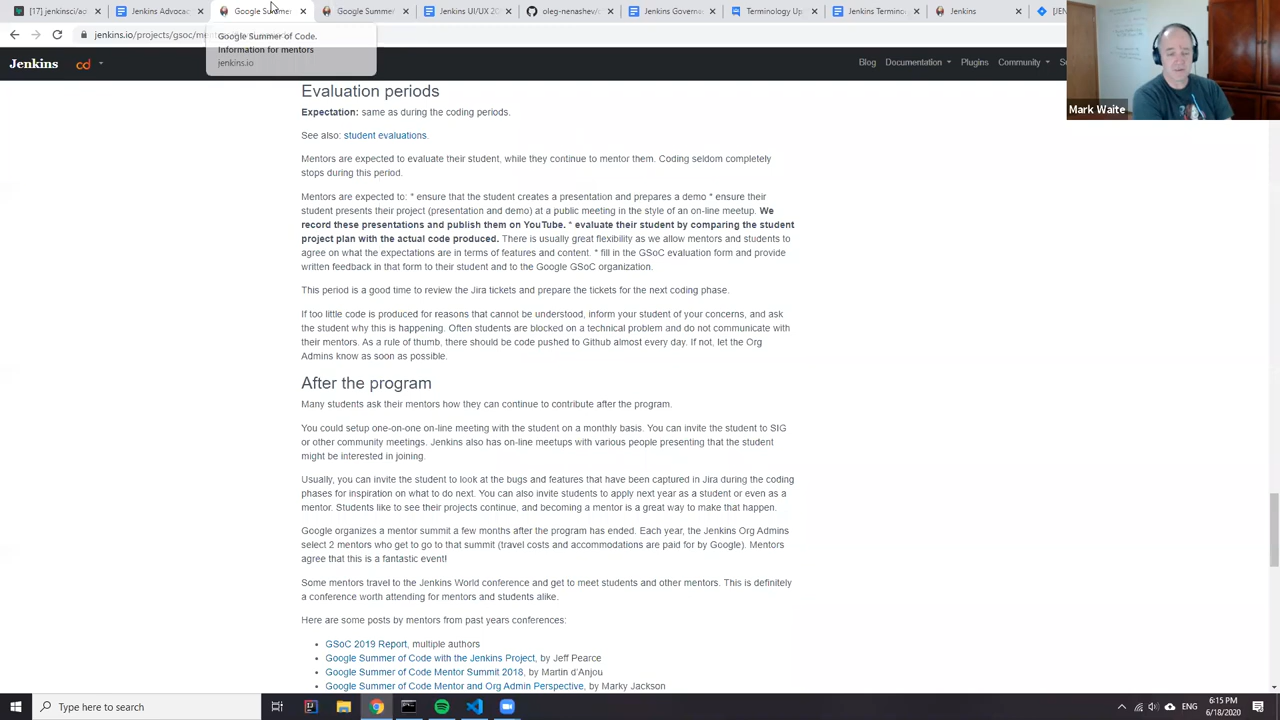 [17] jenkinsci/ad
Jenkins Advoca
Google Summer
Google Summer
Jenkins UI/UX 2
oleg-nenashev/
Jenkins Govern
Terminology Up
Jenkins Termin
Jenkins
jenkins.io/projects/gsoc/me
Google Summer of Code.
Information for mentors
jenkins.io
Jenkins
cd
Blog Documentation Plugins Community
Mark Waite
Evaluation periods
Expectation: same as during the coding periods.
See also: student evaluations.
Mentors are expected to evaluate their student, while they continue to mentor them. Coding seldom completely
stops during this period.
Mentors are expected to: * ensure that the student creates a presentation and prepares a demo * ensure their
student presents their project (presentation and demo) at a public meeting in the style of an on-line meetup. We
record these presentations and publish them on YouTube. * evaluate their student by comparing the student
project plan with the actual code produced. There is usually great flexibility as we allow mentors and students to
agree on what the expectations are in terms of features and content. * fill in the GSoC evaluation form and provide
written feedback in that form to their student and to the Google GSoC organization.
This period is a good time to review the Jira tickets and prepare the tickets for the next coding phase.
If too little code is produced for reasons that cannot be understood, inform your student of your concerns, and ask
the student why this is happening. Often students are blocked on a technical problem and do not communicate with
their mentors. As a rule of thumb, there should be code pushed to Github almost every day. If not, let the Org
Admins know as soon as possible.
After the program
Many students ask their mentors how they can continue to contribute after the program.
You could setup one-on-one on-line meeting with the student on a monthly basis. You can invite the student to SIG
or other community meetings. Jenkins also has on-line meetups with various people presenting that the student
might be interested in joining.
Usually, you can invite the student to look at the bugs and features that have been captured in Jira during the coding
phases for inspiration on what to do next. You can also invite students to apply next year as a student or even as a
mentor. Students like to see their projects continue, and becoming a mentor is a great way to make that happen.
Google organizes a mentor summit a few months after the program has ended. Each year, the Jenkins Org Admins
select 2 mentors who get to go to that summit (travel costs and accommodations are paid for by Google). Mentors
agree that this is a fantastic event!
Some mentors travel to the Jenkins World conference and get to meet students and other mentors. This is definitely
a conference worth attending for mentors and students alike.
Here are some posts by mentors from past years conferences:
• GSoC 2019 Report, multiple authors
• Google Summer of Code with the Jenkins Project, by Jeff Pearce
• Google Summer of Code Mentor Summit 2018, by Martin d'Anjou
• Google Summer of Code Mentor and Org Admin Perspective, by Marky Jackson
Type here to search
ENG
6:15 PM
6/18/2020